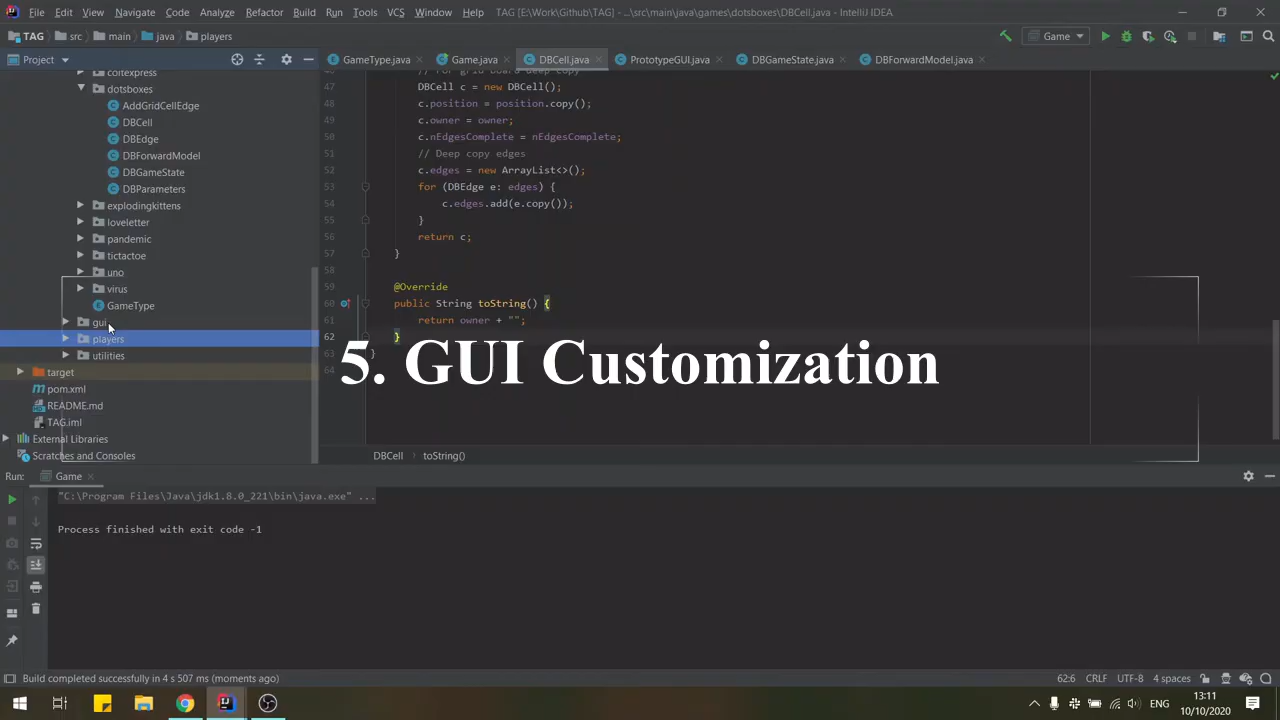 File Edit View Navigate Code Analyze Refactor Build Run Tools VCS Window Help TAG [E:\Work\Github\TAG] - ...\src\main\java\games\dotsboxes\DBCell.java - IntelliJ IDEA
TAG src main java players Game
Project GameType.java Game.java DBCell.java PrototypeGUI.java DBGameState.java DBForwardModel.java
coltexpress
dotsboxes
AddGridCellEdge
DBCell
DBEdge
DBForwardModel
DBGameState
DBParameters
explodingkittens
loveletter
pandemic
tictactoe
uno
virus
GameType
gui
players
utilities
target
pom.xml
README.md
TAG.iml
External Libraries
Scratches and Consoles
46 // For grid board deep copy
47 DBCell c = new DBCell();
48 c.position = position.copy();
49 c.owner = owner;
50 c.nEdgesComplete = nEdgesComplete;
51 // Deep copy edges
52 c.edges = new ArrayList<>();
53 for (DBEdge e: edges) {
54 c.edges.add(e.copy());
55 }
56 return c;
57 }
58
59 @Override
60 public String toString() {
61 return owner + "";
62 }
63 }
64
5. GUI Customization
DBCell toString()
Run: Game
"C:\Program Files\Java\jdk1.8.0_221\bin\java.exe" ...
Process finished with exit code -1
Build completed successfully in 4 s 507 ms (moments ago) 62:6 CRLF UTF-8 4 spaces
ENG 13:11
10/10/2020